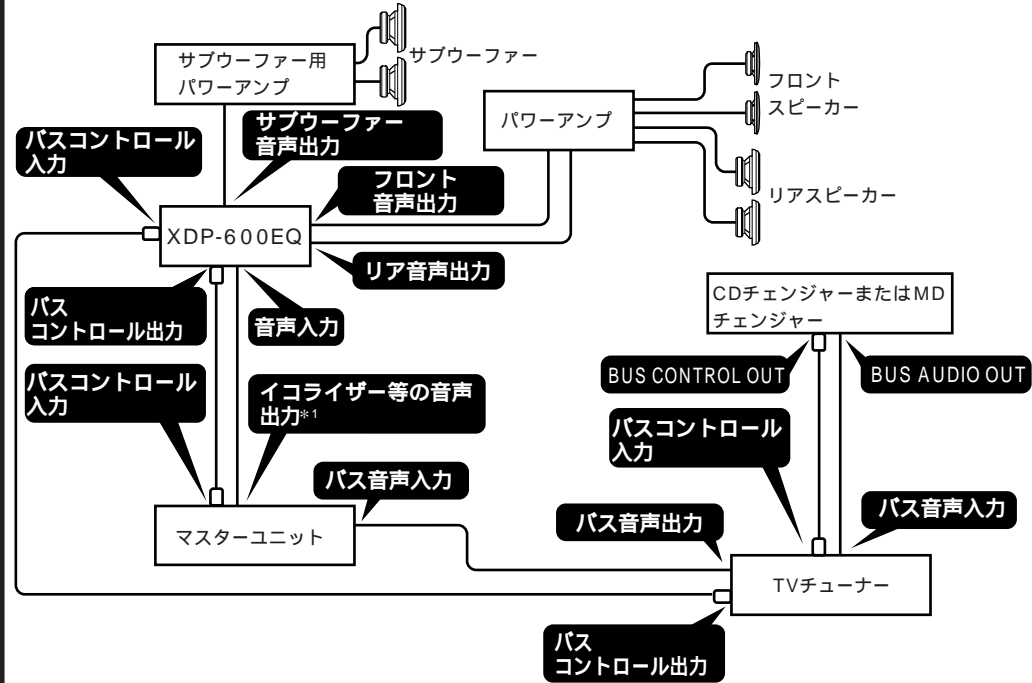 サブウーファー用
パワーアンプ
サブウーファー
パワーアンプ
フロント
スピーカー
リアスピーカー
バスコントロール
入力
サブウーファー
音声出力
フロント
音声出力
XDP-600EQ
リア音声出力
バス
コントロール出力
音声入力
CDチェンジャーまたはMD
チェンジャー
BUS CONTROL OUT
BUS AUDIO OUT
バスコントロール
入力
イコライザー等の音声
出力*1
バス音声入力
マスターユニット
バスコントロール
入力
バス音声出力
バス音声入力
TVチューナー
バス
コントロール出力